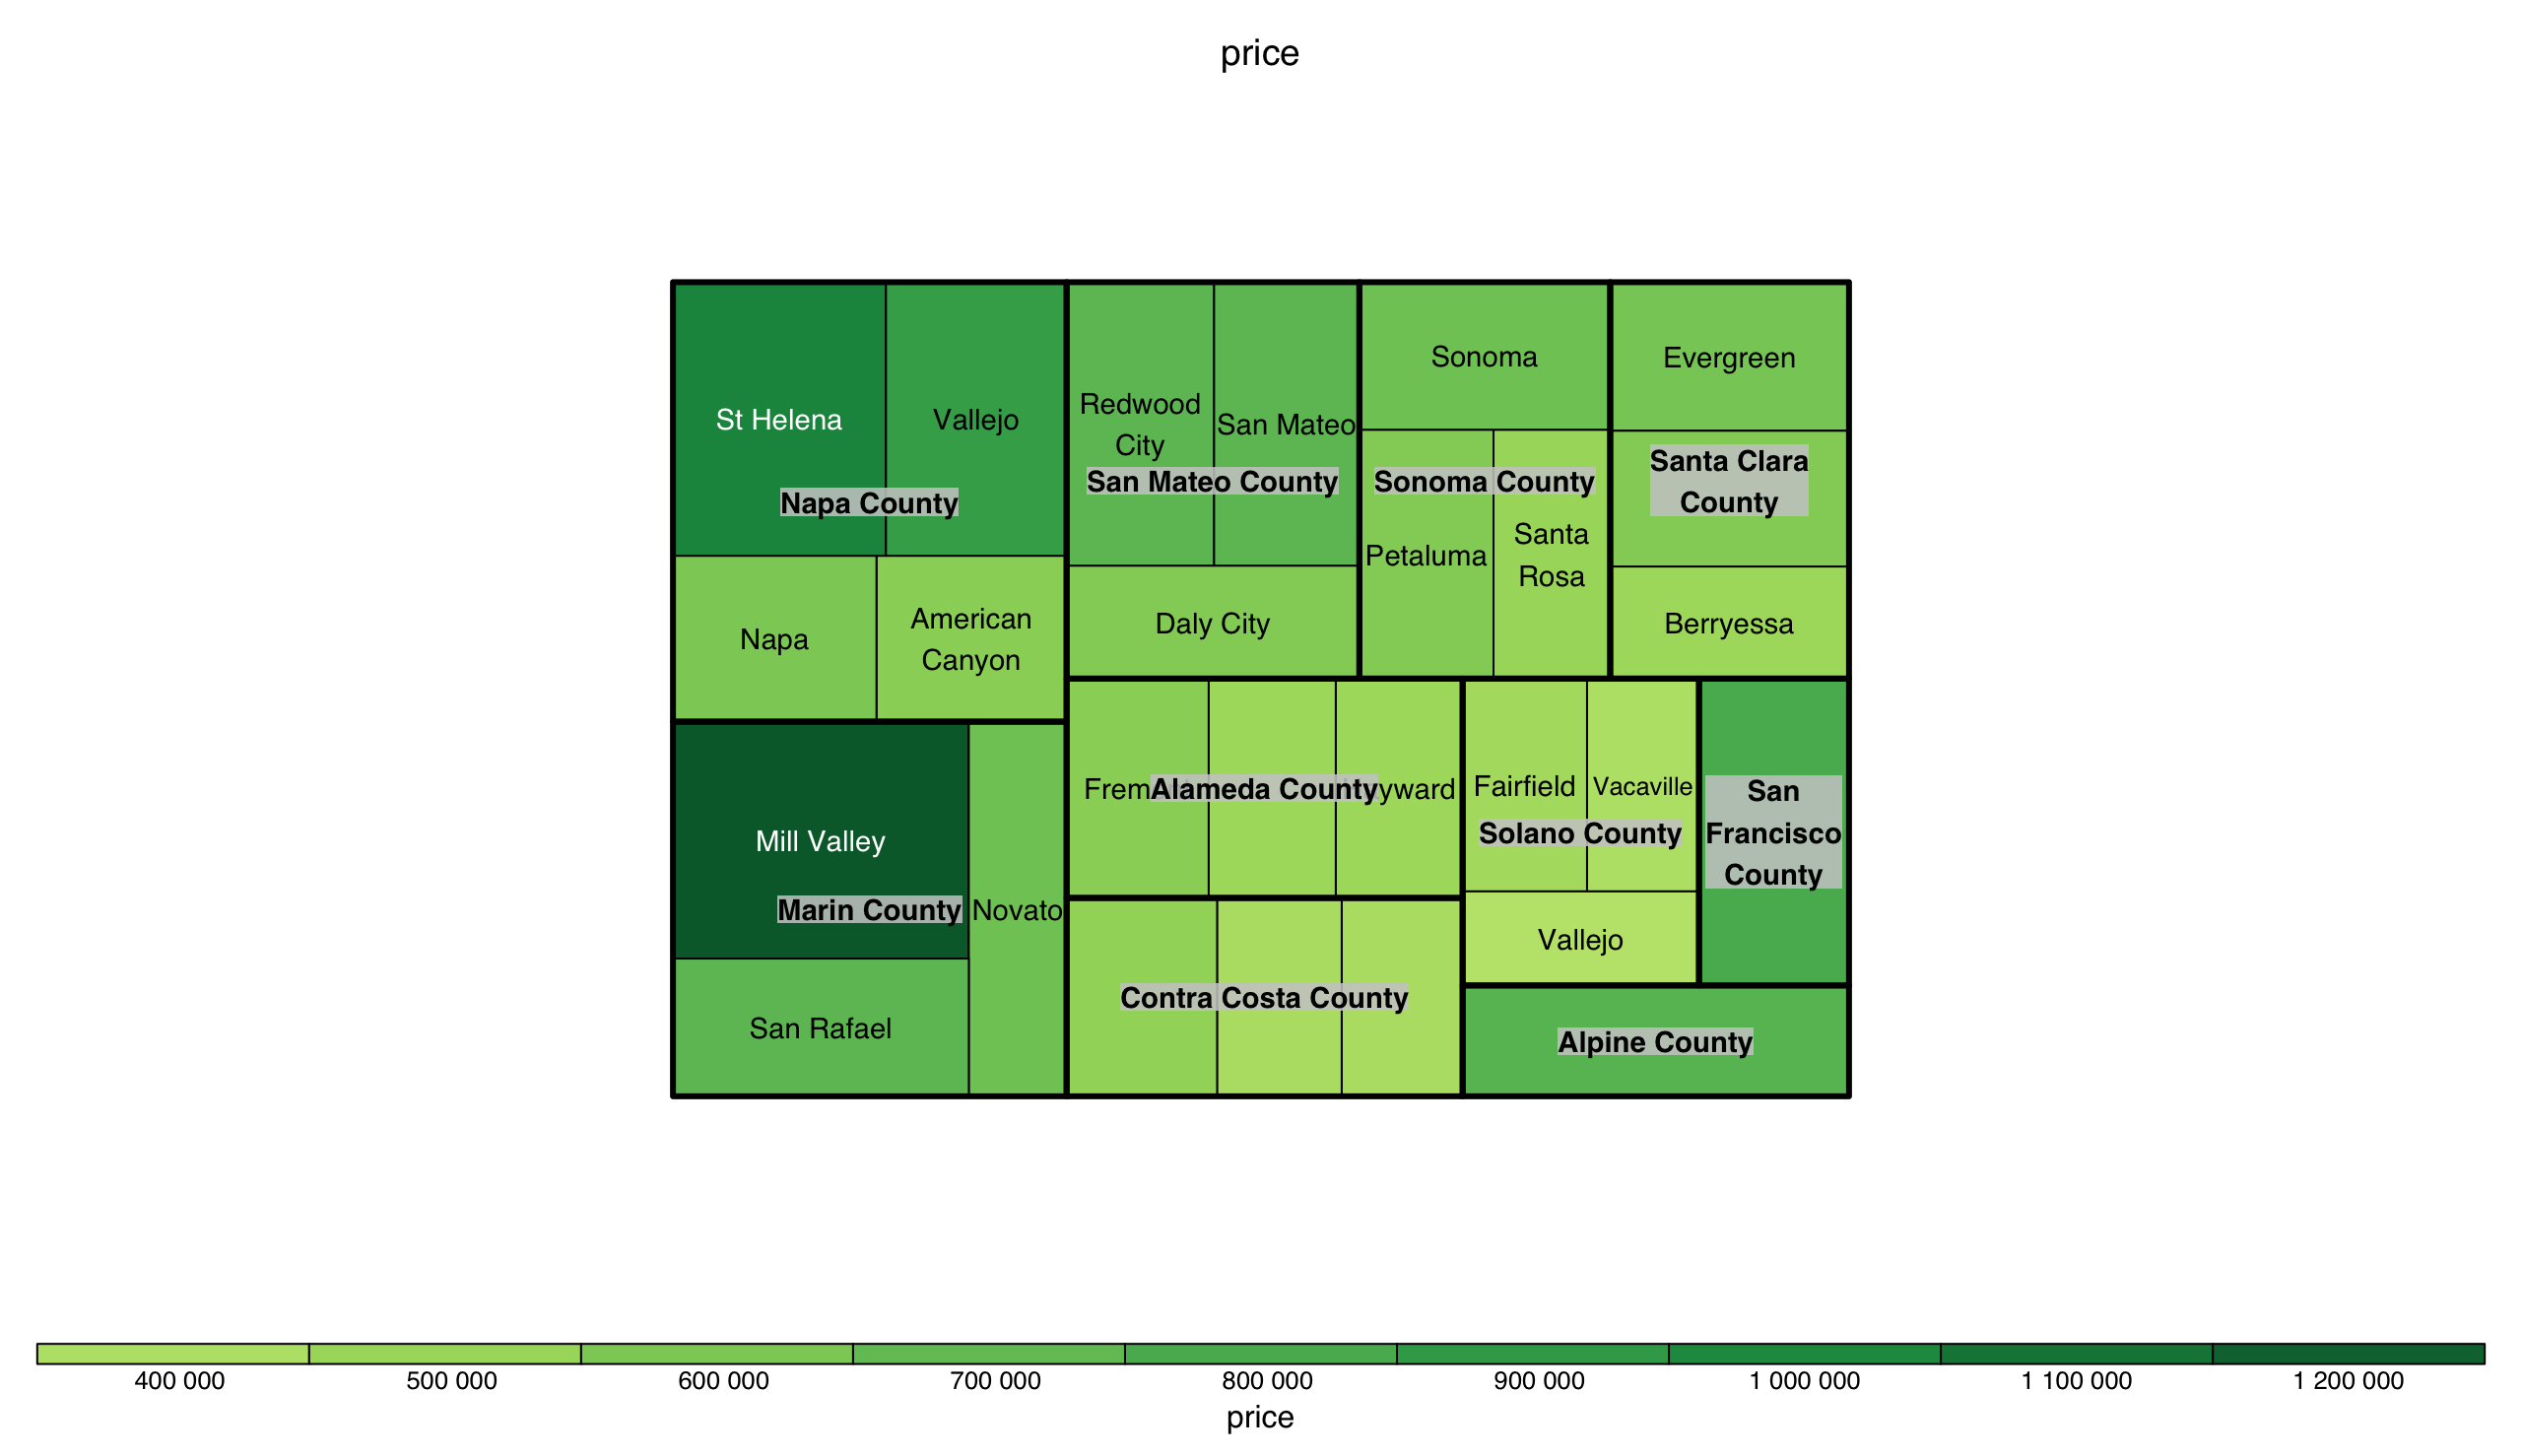 price
St Helena
Vallejo
Napa County
Napa
American
Canyon
Redwood
City
San Mateo
San Mateo County
Daly City
Sonoma
Sonoma County
Petaluma
Santa
Rosa
Evergreen
Santa Clara
County
Berryessa
Mill Valley
Marin County
Novato
San Rafael
Alameda County
Fairfield
Vacaville
Solano County
Vallejo
San
Francisco
County
Contra Costa County
Alpine County
400 000
500 000
600 000
700 000
800 000
900 000
1 000 000
1 100 000
1 200 000
price